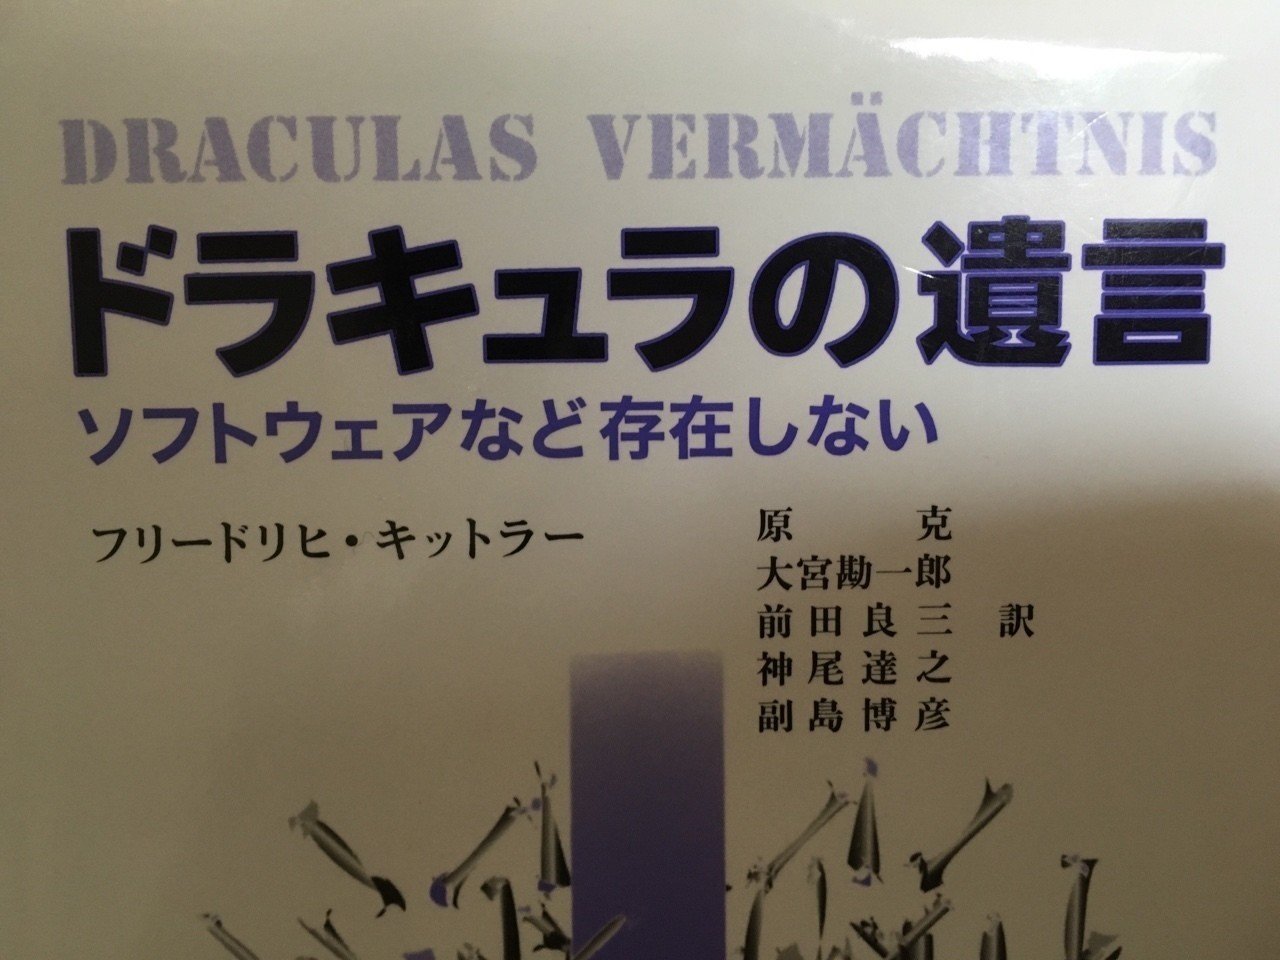 DRACULAS VERMÄCHTNIS
ドラキュラの遺言
ソフトウェアなど存在しない
フリードリヒ・キットラー
原克
大宮勘一郎
前田良三 訳
神尾達之
副島博彦